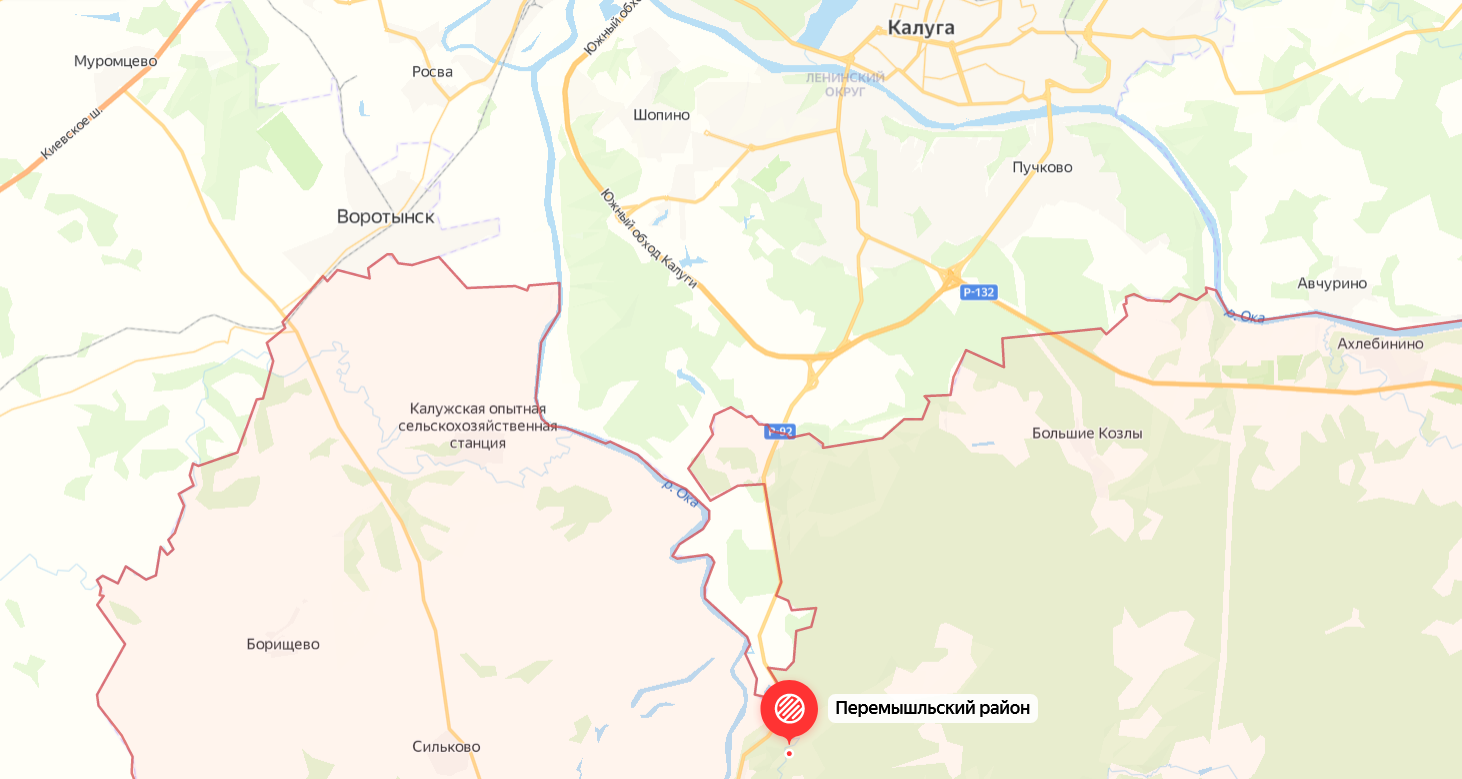 Южный обхо
Калуга
Муромцево
Росва
ЛЕНИНСКИЙ
ОКРУГ
Киевское ш.
Шопино
Пучково
Воротынск
Южный обход Калуги
Р-132
Авчурино
р. Ока
Ахлебинино
Калужская опытная
сельскохозяйственная
станция
Р-92
Большие Козлы
р. Ока
Борищево
Перемышльский район
Сильково